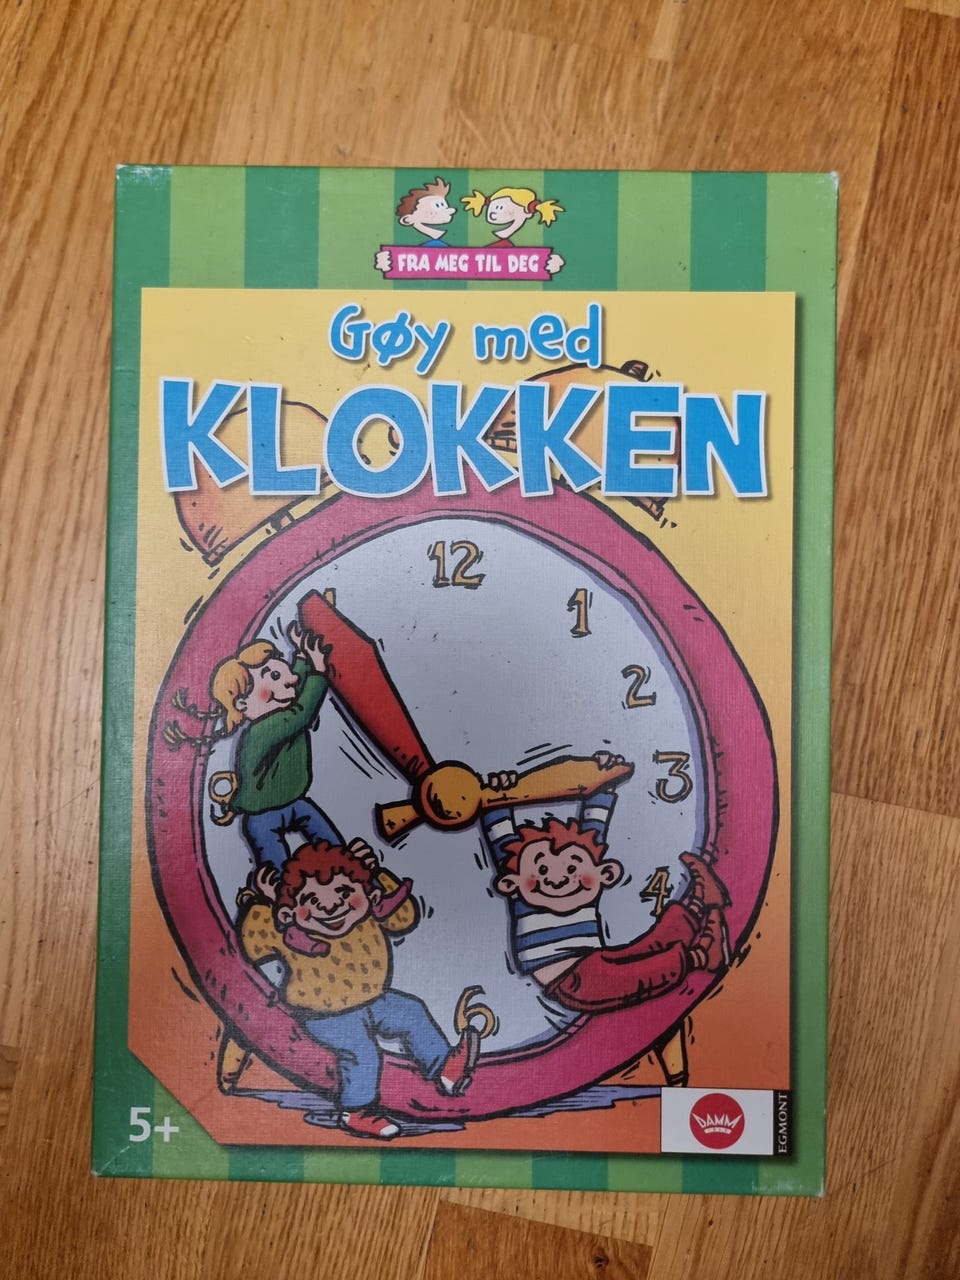 FRA MEG TIL DEG
Gøy med
KLOKKEN
12
1
2
3
4
6
9
5+
DAMM
EGMONT